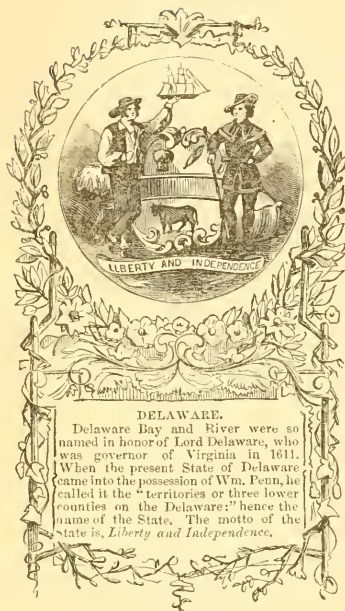 LIBERTY AND INDEPENDENCE
DELAWARE.
Delaware Bay and River were so
named in honor of Lord Delaware, who
was governor of Virginia in 1611.
When the present State of Delaware
came into the possession of Wm. Penn, he
called it the "territories or three lower
counties on the Delaware:" hence the
name of the State. The motto of the
state is, Liberty and Independence.